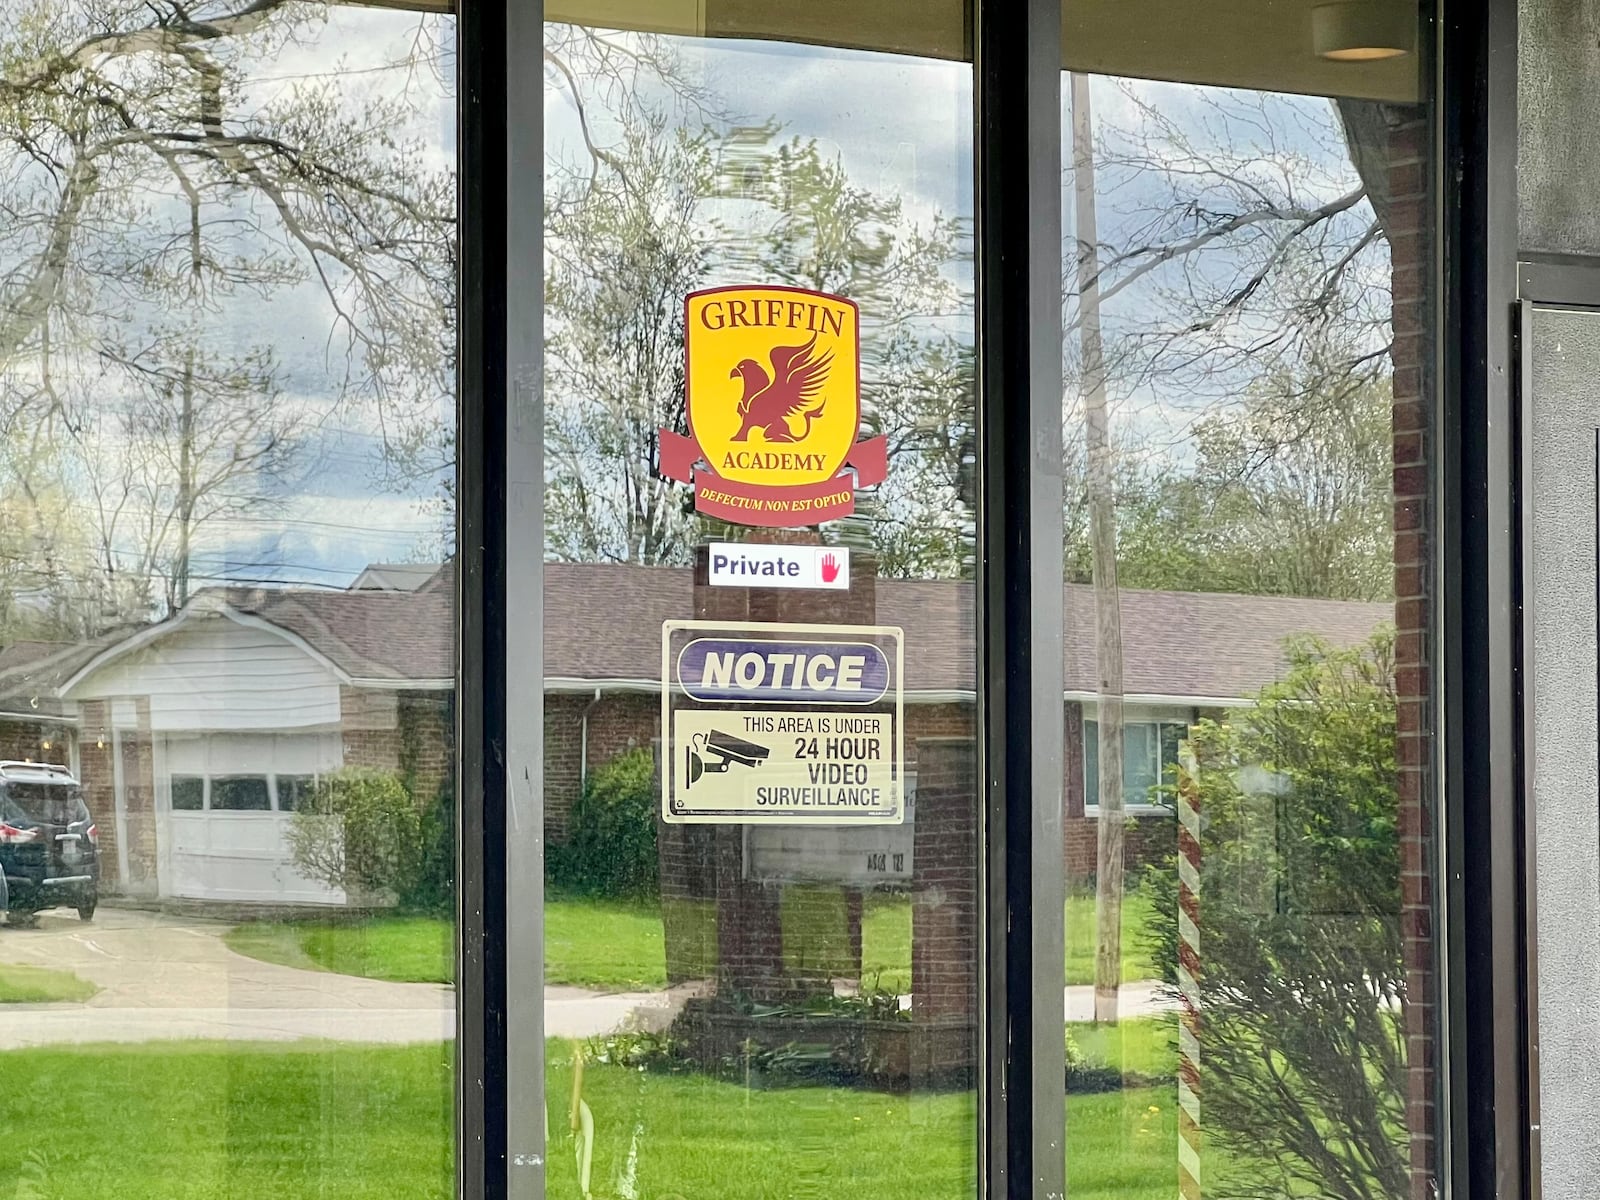 GRIFFIN
ACADEMY
DEFECTUM NON EST OPTIO
Private
NOTICE
THIS AREA IS UNDER
24 HOUR
VIDEO
SURVEILLANCE